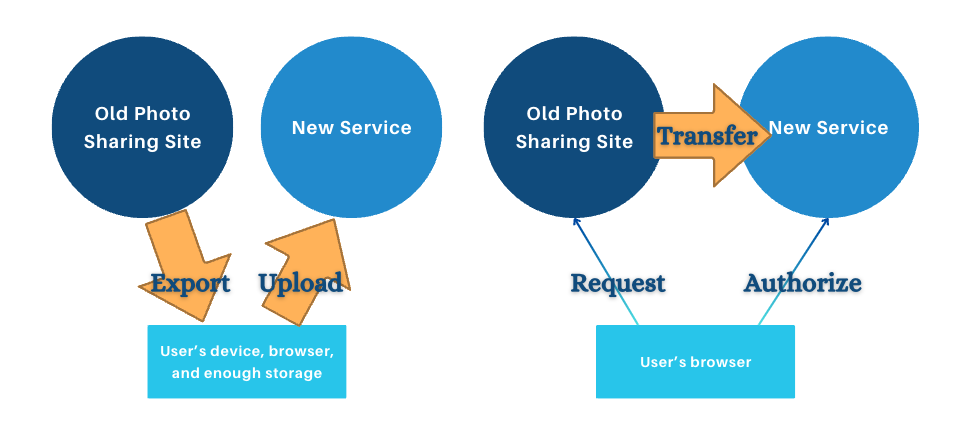 Old Photo
Sharing Site
New Service
Export
Upload
User's device, browser,
and enough storage
Old Photo
Sharing Site
Transfer
New Service
Request
Authorize
User's browser